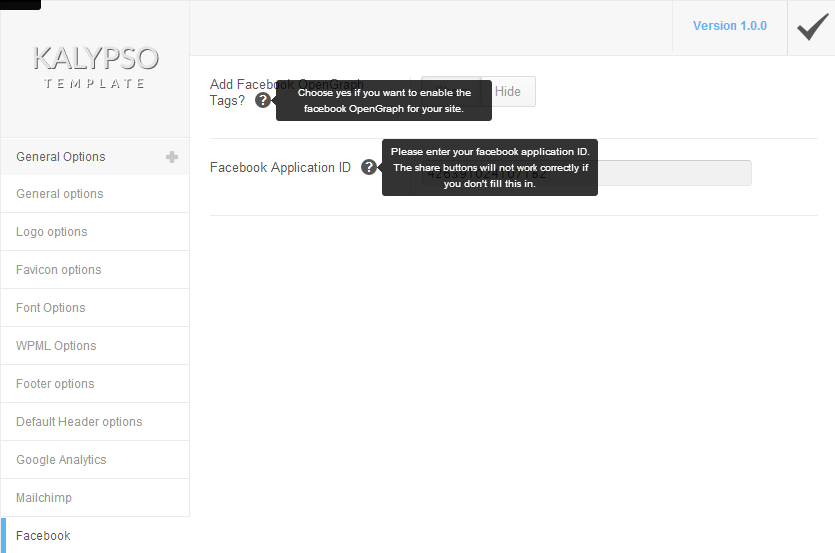 KALYPSO
TEMPLATE
Version 1.0.0
General Options
General options
Logo options
Favicon options
Font Options
WPML Options
Footer options
Default Header options
Google Analytics
Mailchimp
Facebook
Add Facebook OpenGraph
Tags?
?
Choose yes if you want to enable the
facebook OpenGraph for your site.
Hide
Facebook Application ID
?
Please enter your facebook application ID.
The share buttons will not work correctly if
you don't fill this in.